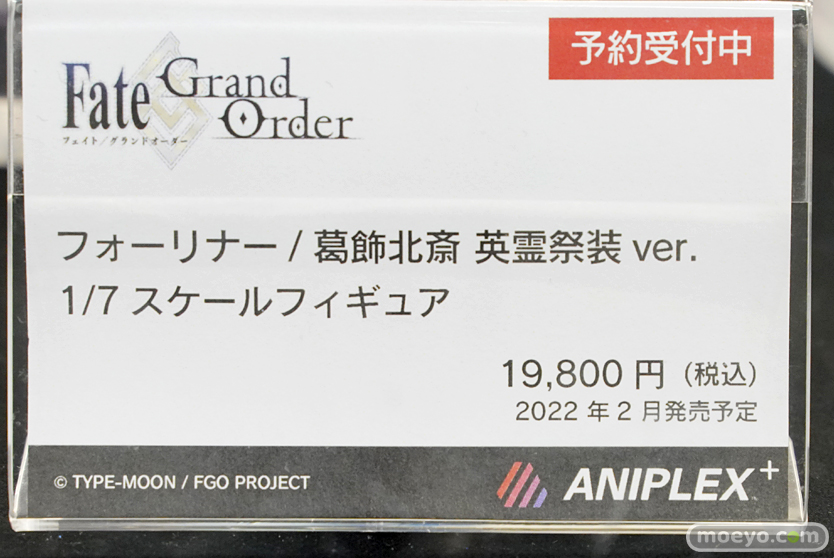 予約受付中
Fate
Grand
Order
フェイト／グランドオーダー
フォーリナー / 葛飾北斎 英霊祭装 ver.
1/7 スケールフィギュア
19,800 円（税込）
2022 年 2 月発売予定
© TYPE-MOON / FGO PROJECT
ANIPLEX+
moeyo.com